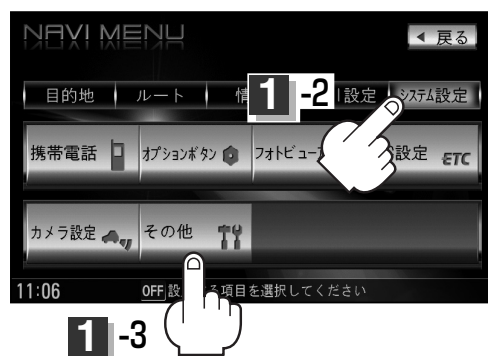 NAVI MENU
◀ 戻る
1-2
目的地 ルート 情 設定 システム設定
携帯電話 オプションボタン フォトビュー 設定 ETC
カメラ設定 その他
11:06 OFF 設 る項目を選択してください
1-3